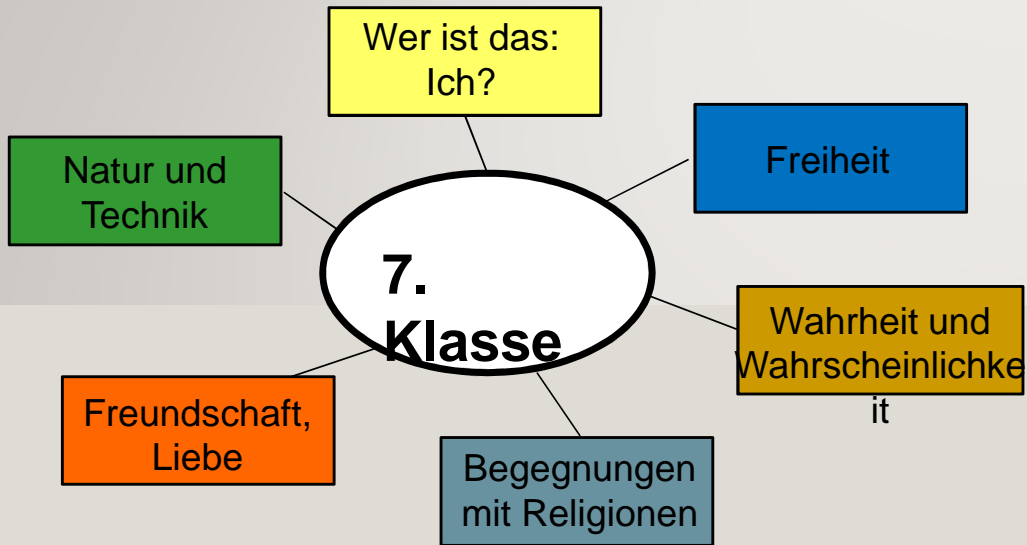 Wer ist das:
Ich?
Freiheit
Natur und
Technik
7.
Klasse
Wahrheit und
Wahrscheinlichke
it
Freundschaft,
Liebe
Begegnungen
mit Religionen